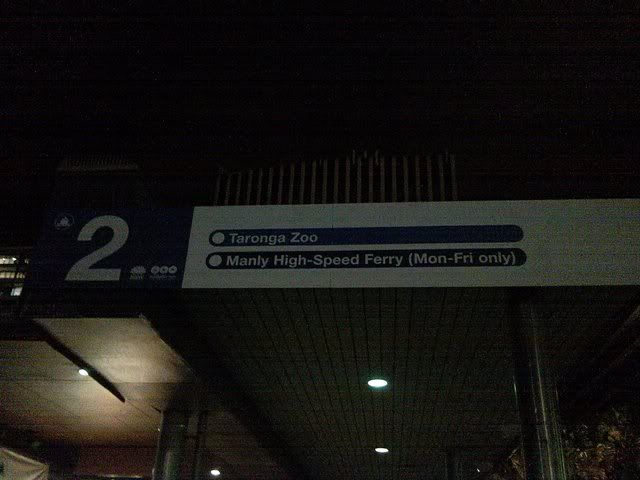 2
Taronga Zoo
Manly High-Speed Ferry (Mon-Fri only)